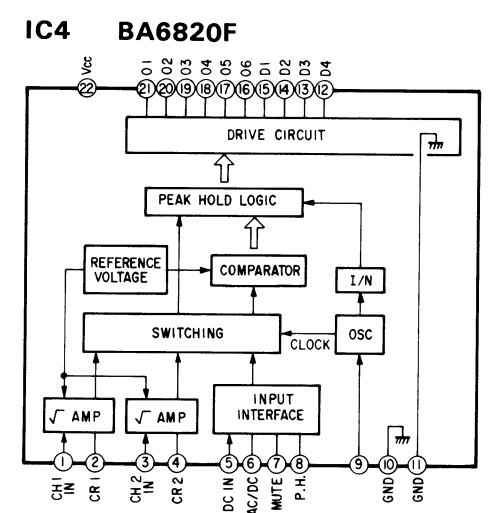 IC4 BA6820F
Vcc O1 O2 O3 O4 O5 O6 D1 D2 D3 D4
22 21 20 19 18 17 16 15 14 13 12
DRIVE CIRCUIT
PEAK HOLD LOGIC
REFERENCE
VOLTAGE
COMPARATOR
I/N
SWITCHING
CLOCK
OSC
√ AMP
√ AMP
INPUT
INTERFACE
1 2 3 4 5 6 7 8 9 10 11
CH1
IN
CR1
CH2
IN
CR2
DC IN
AC/DC
MUTE
P.H.
GND
GND